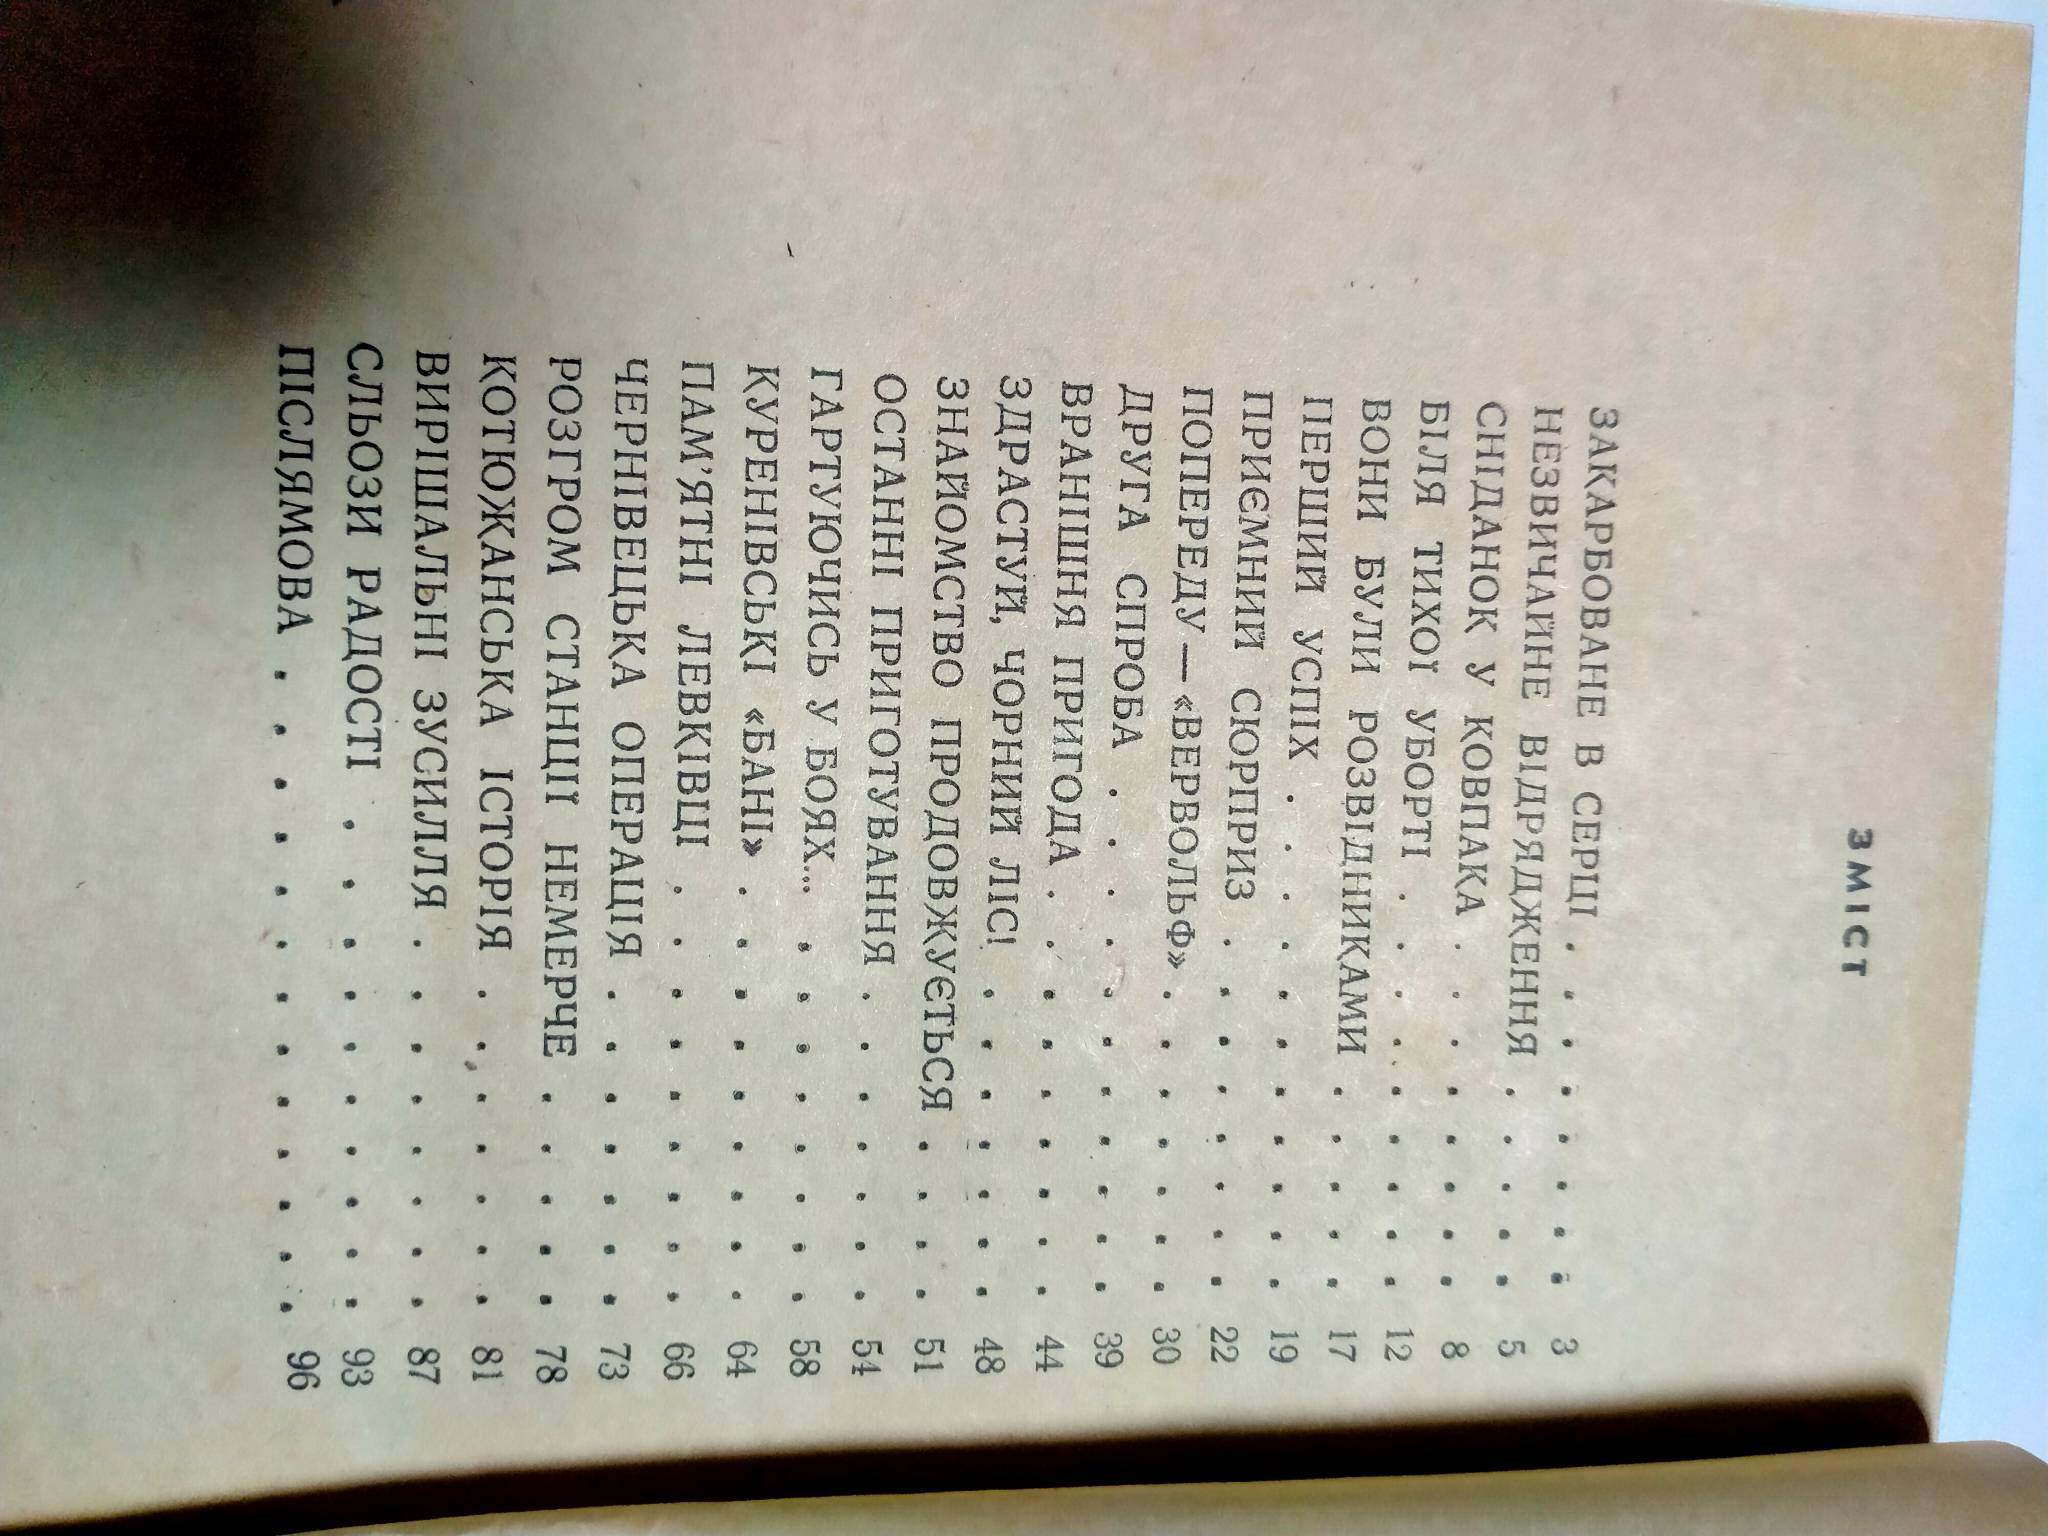 ЗМІСТ
ЗАКАРБОВАНЕ В СЕРЦІ . . . . . . . . 3
НЕЗВИЧАЙНЕ ВІДРЯДЖЕННЯ . . . . . 5
СНІДАНОК У КОВПАКА . . . . . . . . 8
БІЛЯ ТИХОЇ УБОРТІ . . . . . . . . . 12
ВОНИ БУЛИ РОЗВІДНИКАМИ . . . . . 17
ПЕРШИЙ УСПІХ . . . . . . . . . . . 19
ПРИЄМНИЙ СЮРПРИЗ . . . . . . . . 22
ПОПЕРЕДУ — «ВЕРВОЛЬФ» . . . . . . . 30
ДРУГА СПРОБА . . . . . . . . . . . 39
ВРАНІШНЯ ПРИГОДА . . . . . . . . . 44
ЗДРАСТУЙ, ЧОРНИЙ ЛІС! . . . . . . . 48
ЗНАЙОМСТВО ПРОДОВЖУЄТЬСЯ . . . . 51
ОСТАННІ ПРИГОТУВАННЯ . . . . . . . 54
ГАРТУЮЧИСЬ У БОЯХ... . . . . . . . . 58
КУРЕНІВСЬКІ «БАНІ» . . . . . . . . . 64
ПАМ’ЯТНІ ЛЕВКІВЦІ . . . . . . . . . 66
ЧЕРНІВЕЦЬКА ОПЕРАЦІЯ . . . . . . . 73
РОЗГРОМ СТАНЦІЇ НЕМЕРЧЕ . . . . . 78
КОТЮЖАНСЬКА ІСТОРІЯ . . . . . . . 81
ВИРІШАЛЬНІ ЗУСИЛЛЯ . . . . . . . . 87
СЛЬОЗИ РАДОСТІ . . . . . . . . . . 93
ПІСЛЯМОВА . . . . . . . . . . . . . 96